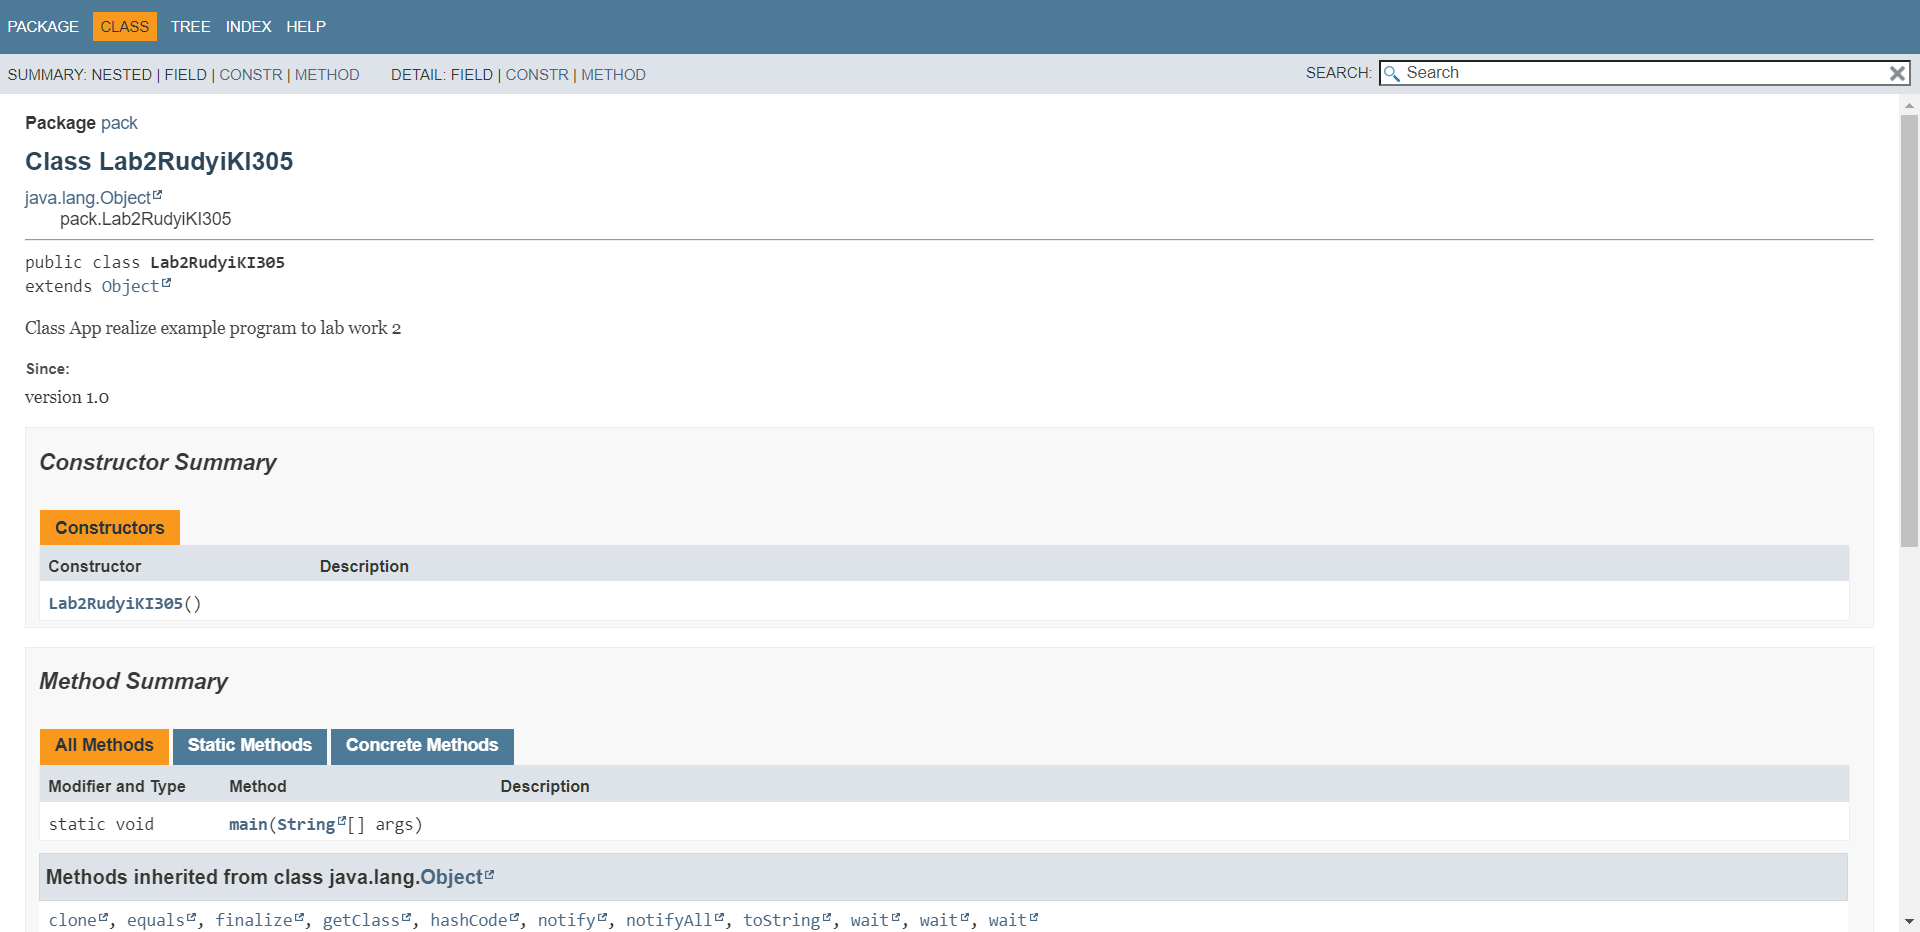 PACKAGE CLASS TREE INDEX HELP
SUMMARY: NESTED | FIELD | CONSTR | METHOD DETAIL: FIELD | CONSTR | METHOD SEARCH: Search
Package pack
Class Lab2RudyiKI305
java.lang.Object
pack.Lab2RudyiKI305
public class Lab2RudyiKI305
extends Object
Class App realize example program to lab work 2
Since:
version 1.0
Constructor Summary
Constructors
Constructor Description
Lab2RudyiKI305()
Method Summary
All Methods Static Methods Concrete Methods
Modifier and Type Method Description
static void main(String[] args)
Methods inherited from class java.lang.Object
clone, equals, finalize, getClass, hashCode, notify, notifyAll, toString, wait, wait, wait